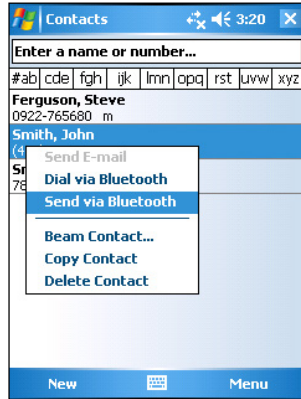 Contacts 3:20
Enter a name or number...
#ab cde fgh ijk lmn opq rst uvw xyz
Ferguson, Steve
0922-765680 m
Smith, John
(4
Send E-mail
Dial via Bluetooth
Send via Bluetooth
Beam Contact...
Copy Contact
Delete Contact
New Menu